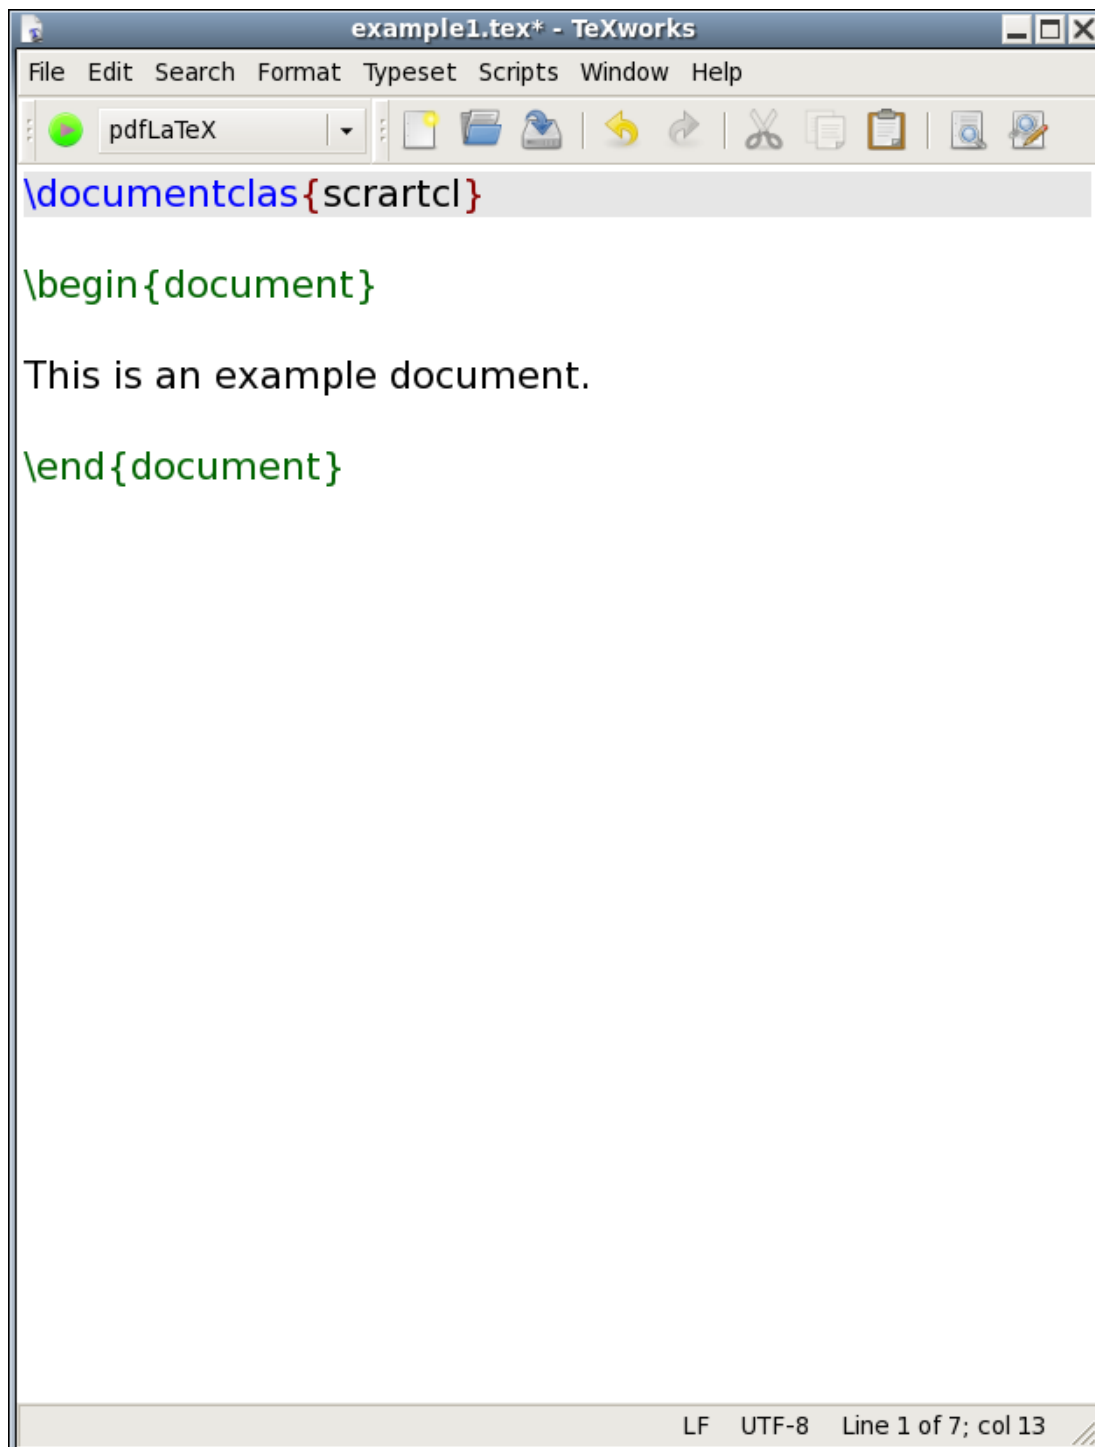 example1.tex* - TeXworks
File Edit Search Format Typeset Scripts Window Help
pdfLaTeX
\documentclas{scrartcl}
\begin{document}
This is an example document.
\end{document}
LF UTF-8 Line 1 of 7; col 13